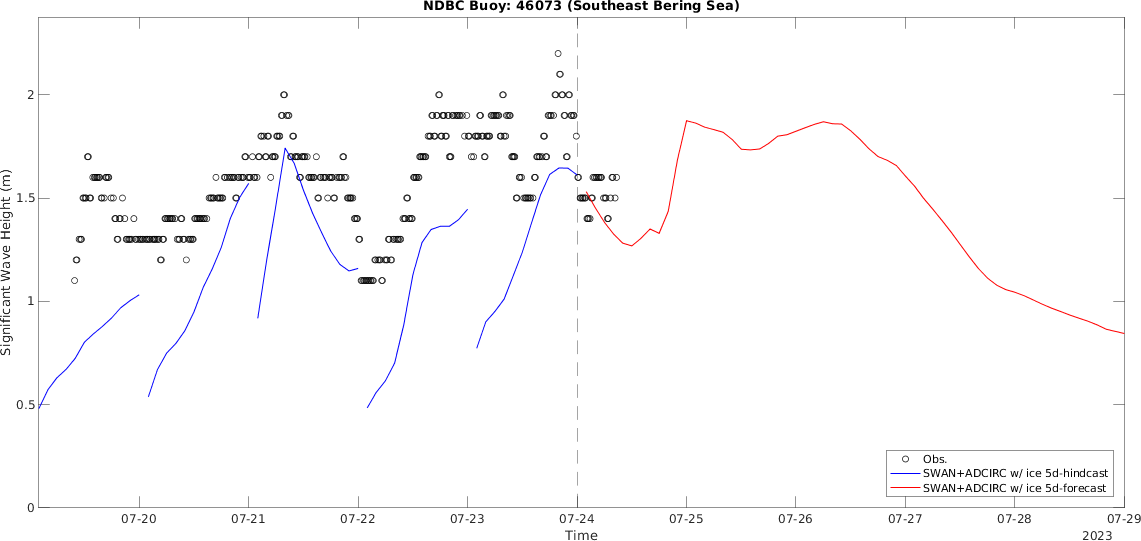 NDBC Buoy: 46073 (Southeast Bering Sea)
Significant Wave Height (m)
2
1.5
1
0.5
0
Obs.
SWAN+ADCIRC w/ ice 5d-hindcast
SWAN+ADCIRC w/ ice 5d-forecast
07-20 07-21 07-22 07-23 07-24 07-25 07-26 07-27 07-28 07-29
Time
2023